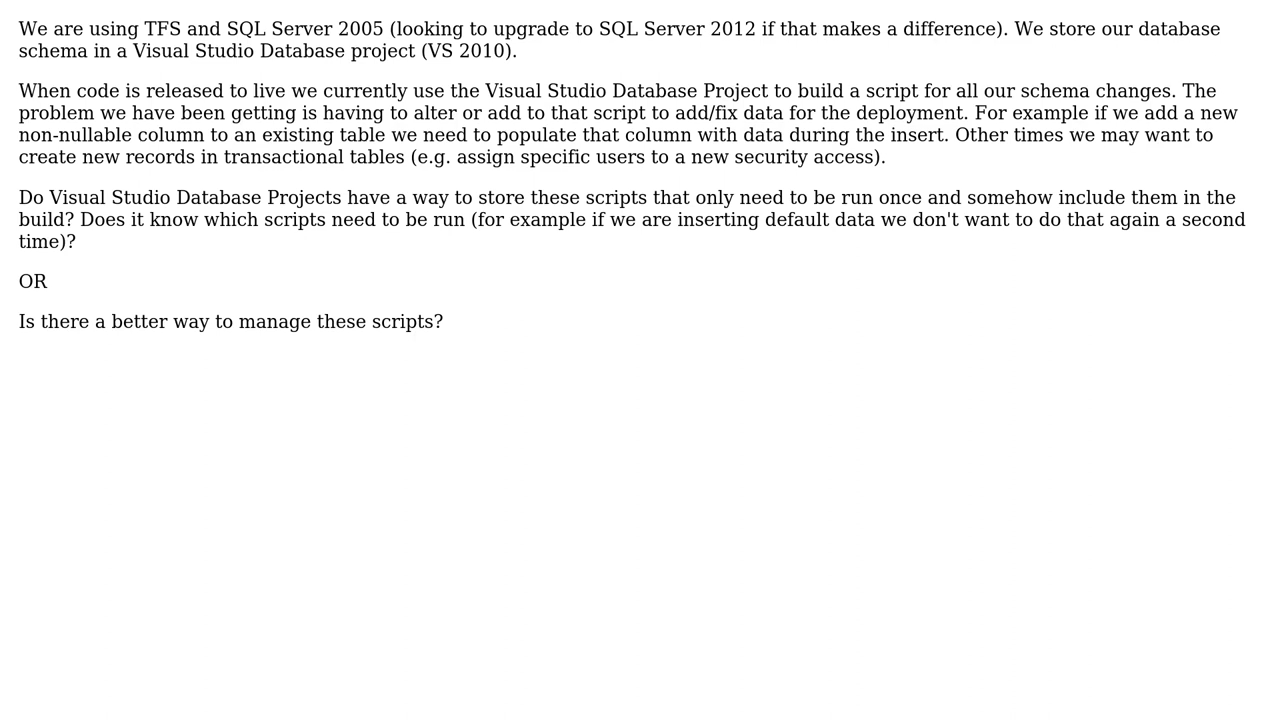 We are using TFS and SQL Server 2005 (looking to upgrade to SQL Server 2012 if that makes a difference). We store our database
schema in a Visual Studio Database project (VS 2010).
When code is released to live we currently use the Visual Studio Database Project to build a script for all our schema changes. The
problem we have been getting is having to alter or add to that script to add/fix data for the deployment. For example if we add a new
non-nullable column to an existing table we need to populate that column with data during the insert. Other times we may want to
create new records in transactional tables (e.g. assign specific users to a new security access).
Do Visual Studio Database Projects have a way to store these scripts that only need to be run once and somehow include them in the
build? Does it know which scripts need to be run (for example if we are inserting default data we don't want to do that again a second
time)?
OR
Is there a better way to manage these scripts?